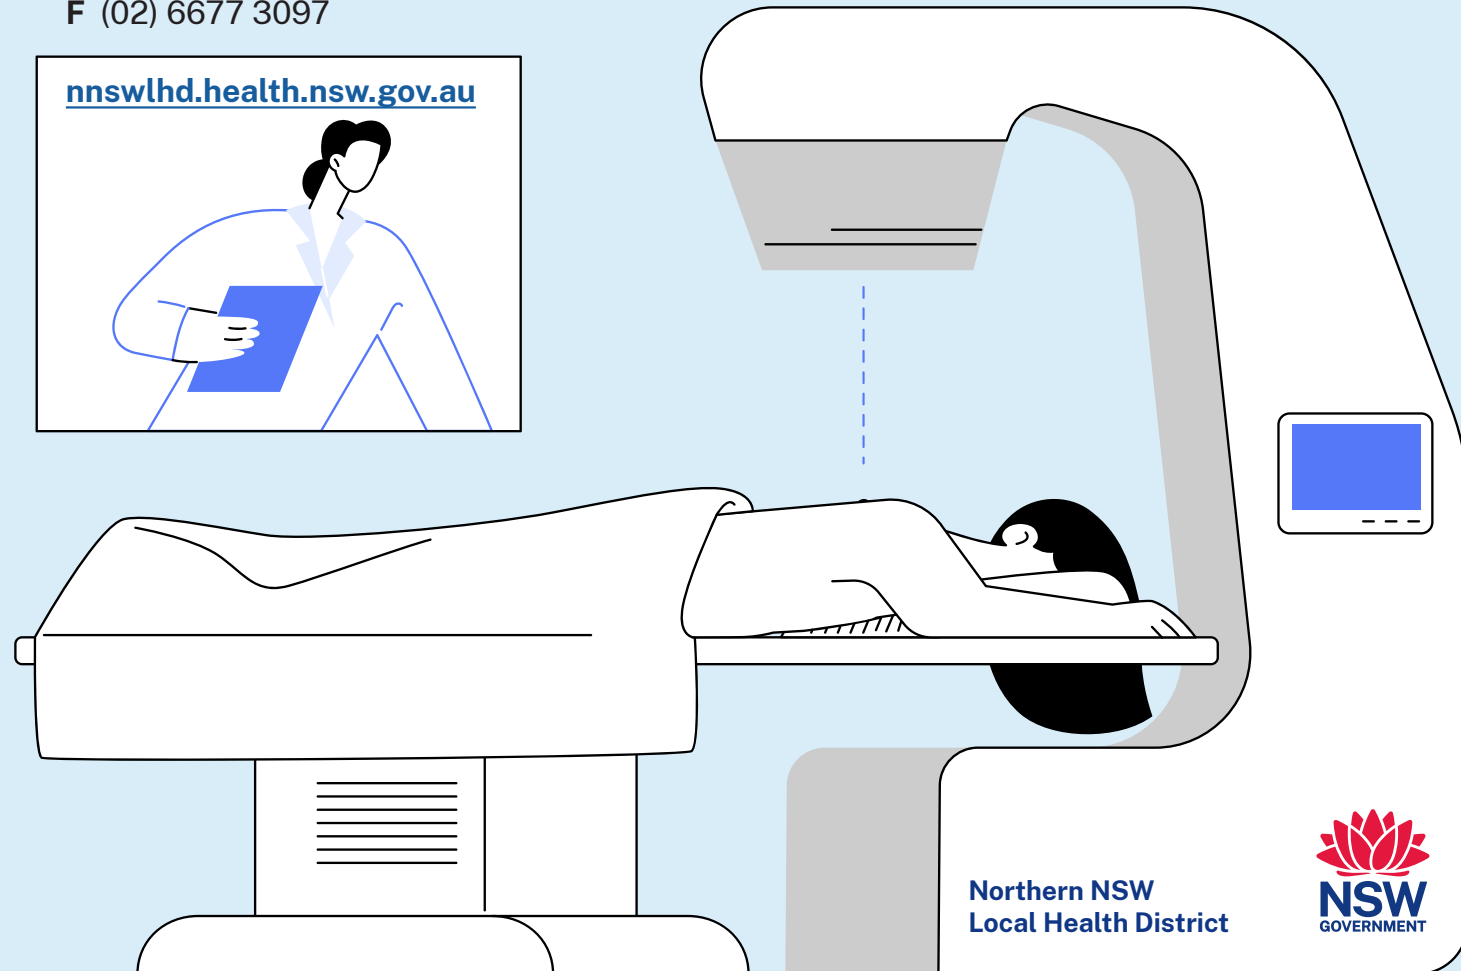 F (02) 6677 3097
nnswlhd.health.nsw.gov.au
Northern NSW
Local Health District
NSW
GOVERNMENT